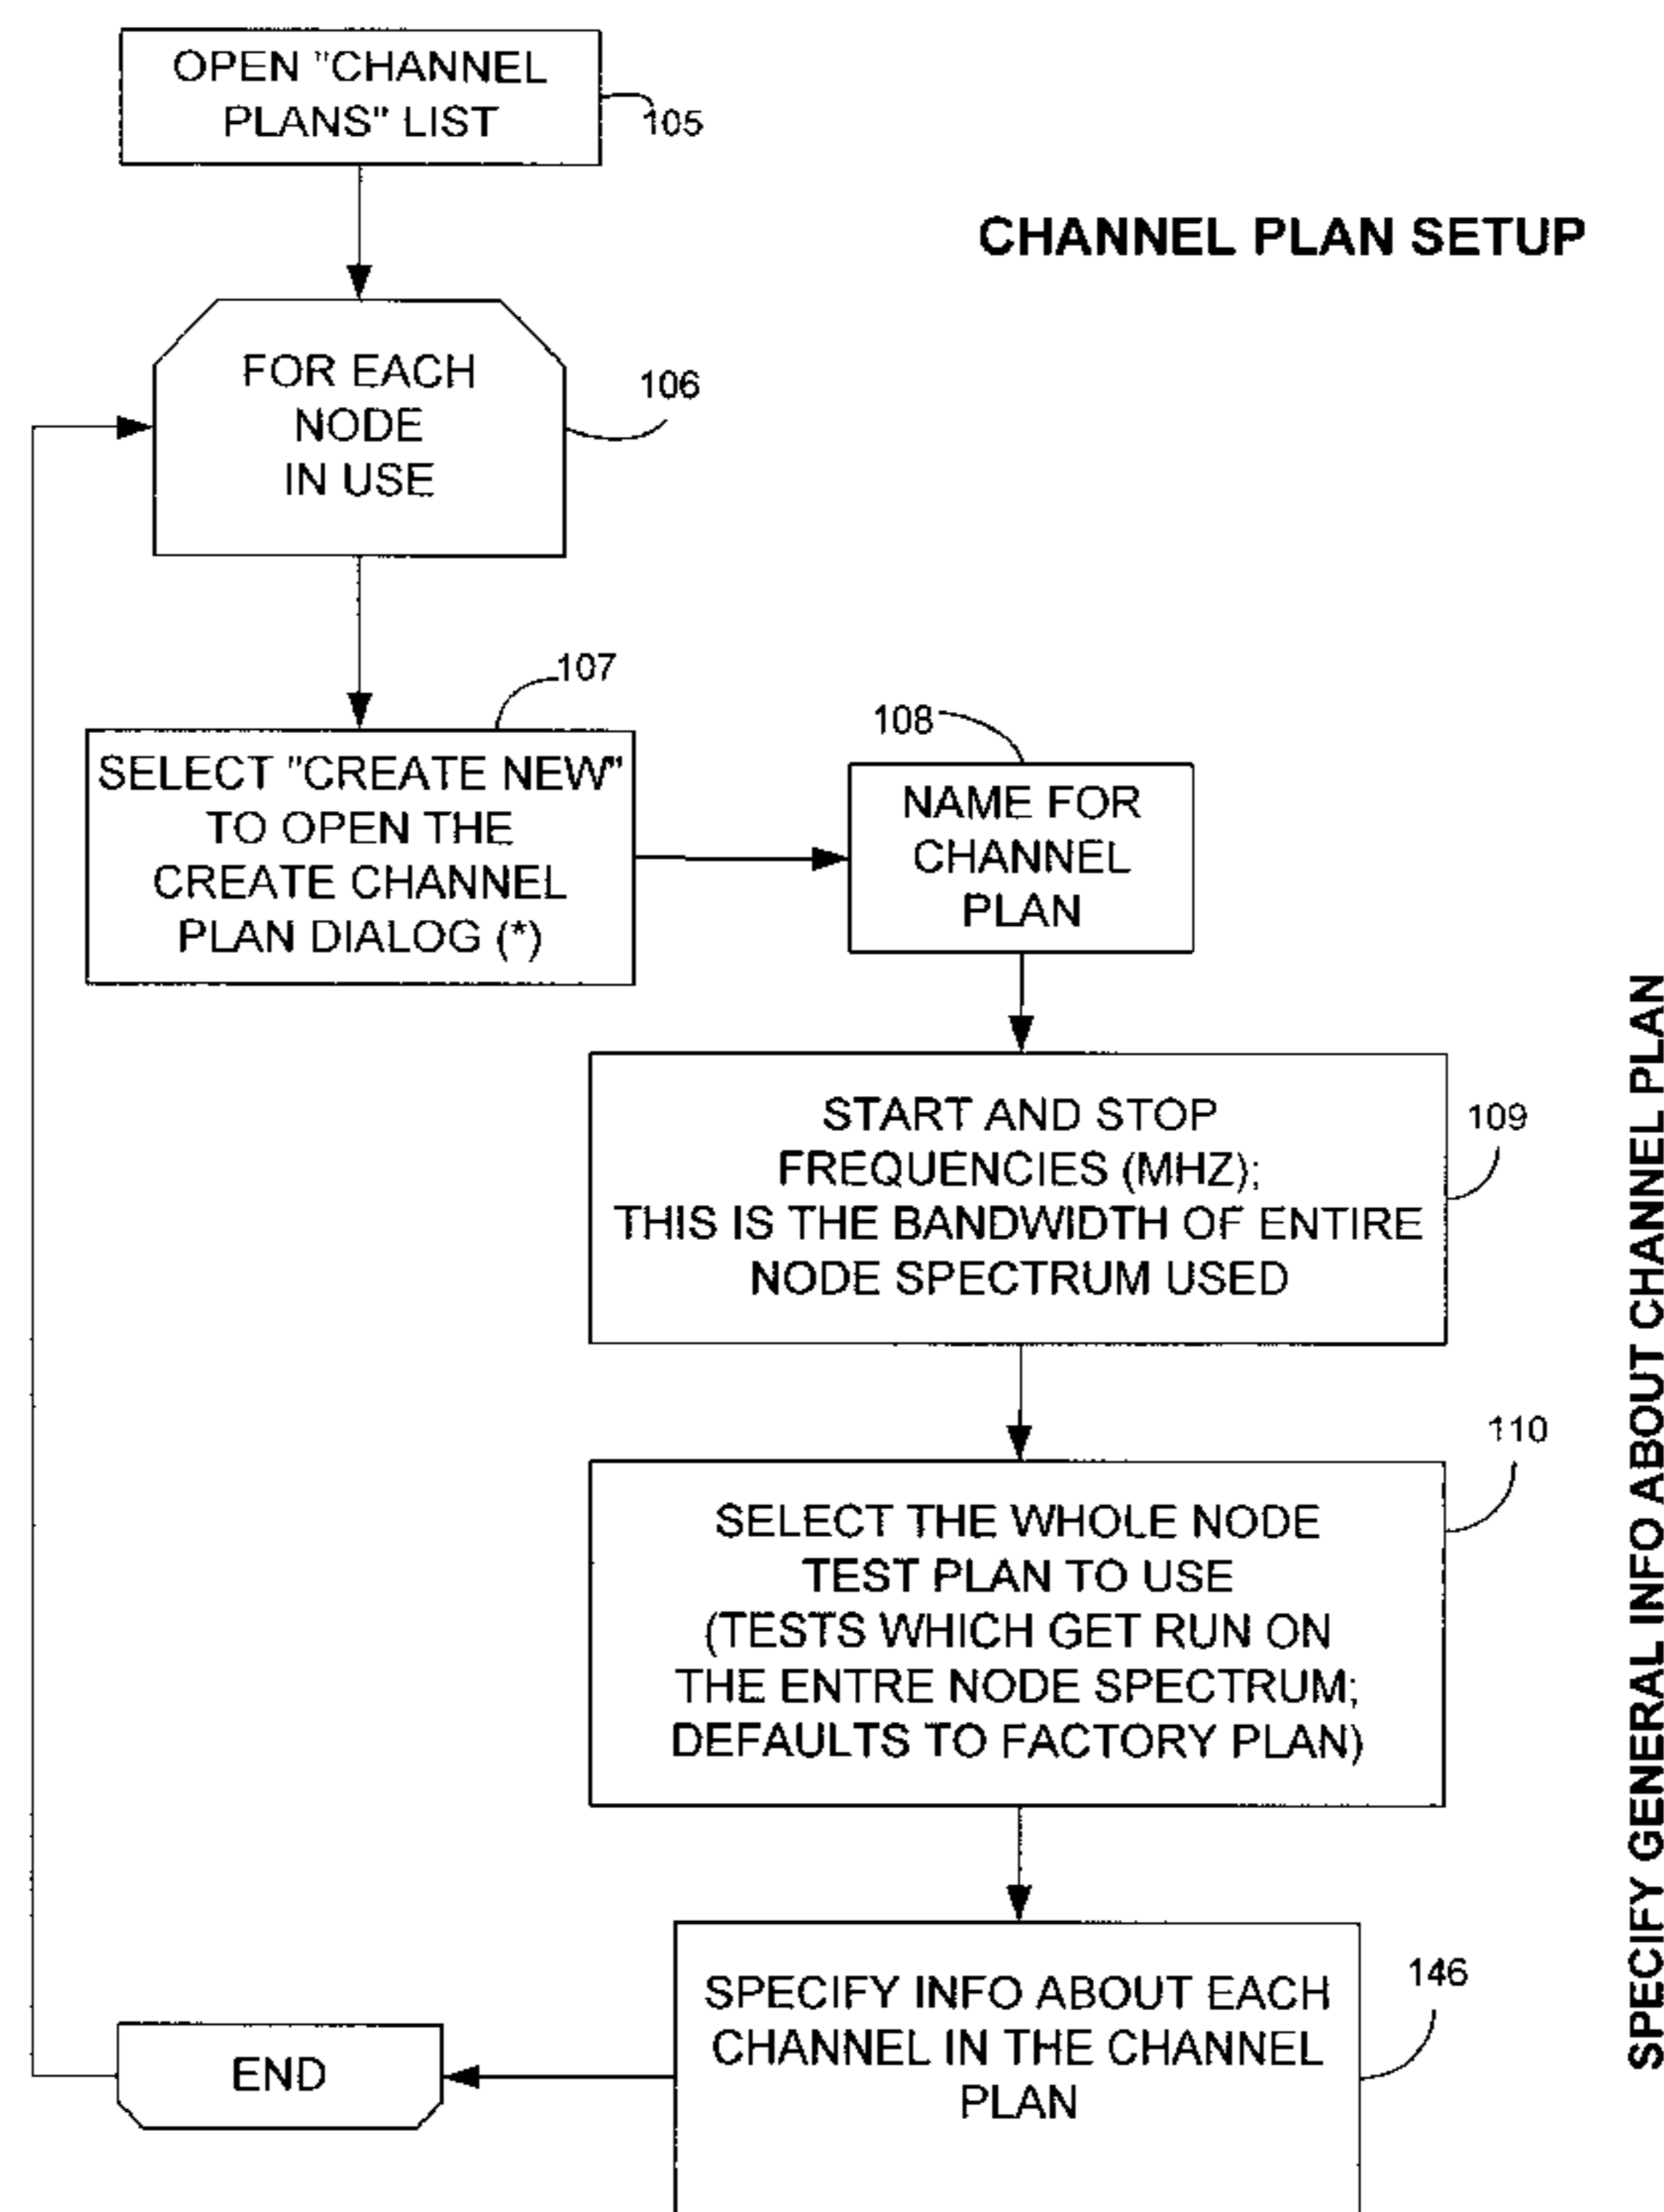 OPEN "CHANNEL
PLANS" LIST
105
CHANNEL PLAN SETUP
FOR EACH
NODE
IN USE
106
107
SELECT "CREATE NEW"
TO OPEN THE
CREATE CHANNEL
PLAN DIALOG (*)
108
NAME FOR
CHANNEL
PLAN
START AND STOP
FREQUENCIES (MHZ);
THIS IS THE BANDWIDTH OF ENTIRE
NODE SPECTRUM USED
109
110
SELECT THE WHOLE NODE
TEST PLAN TO USE
(TESTS WHICH GET RUN ON
THE ENTRE NODE SPECTRUM;
DEFAULTS TO FACTORY PLAN)
SPECIFY INFO ABOUT EACH
CHANNEL IN THE CHANNEL
PLAN
146
END
SPECIFY GENERAL INFO ABOUT CHANNEL PLAN